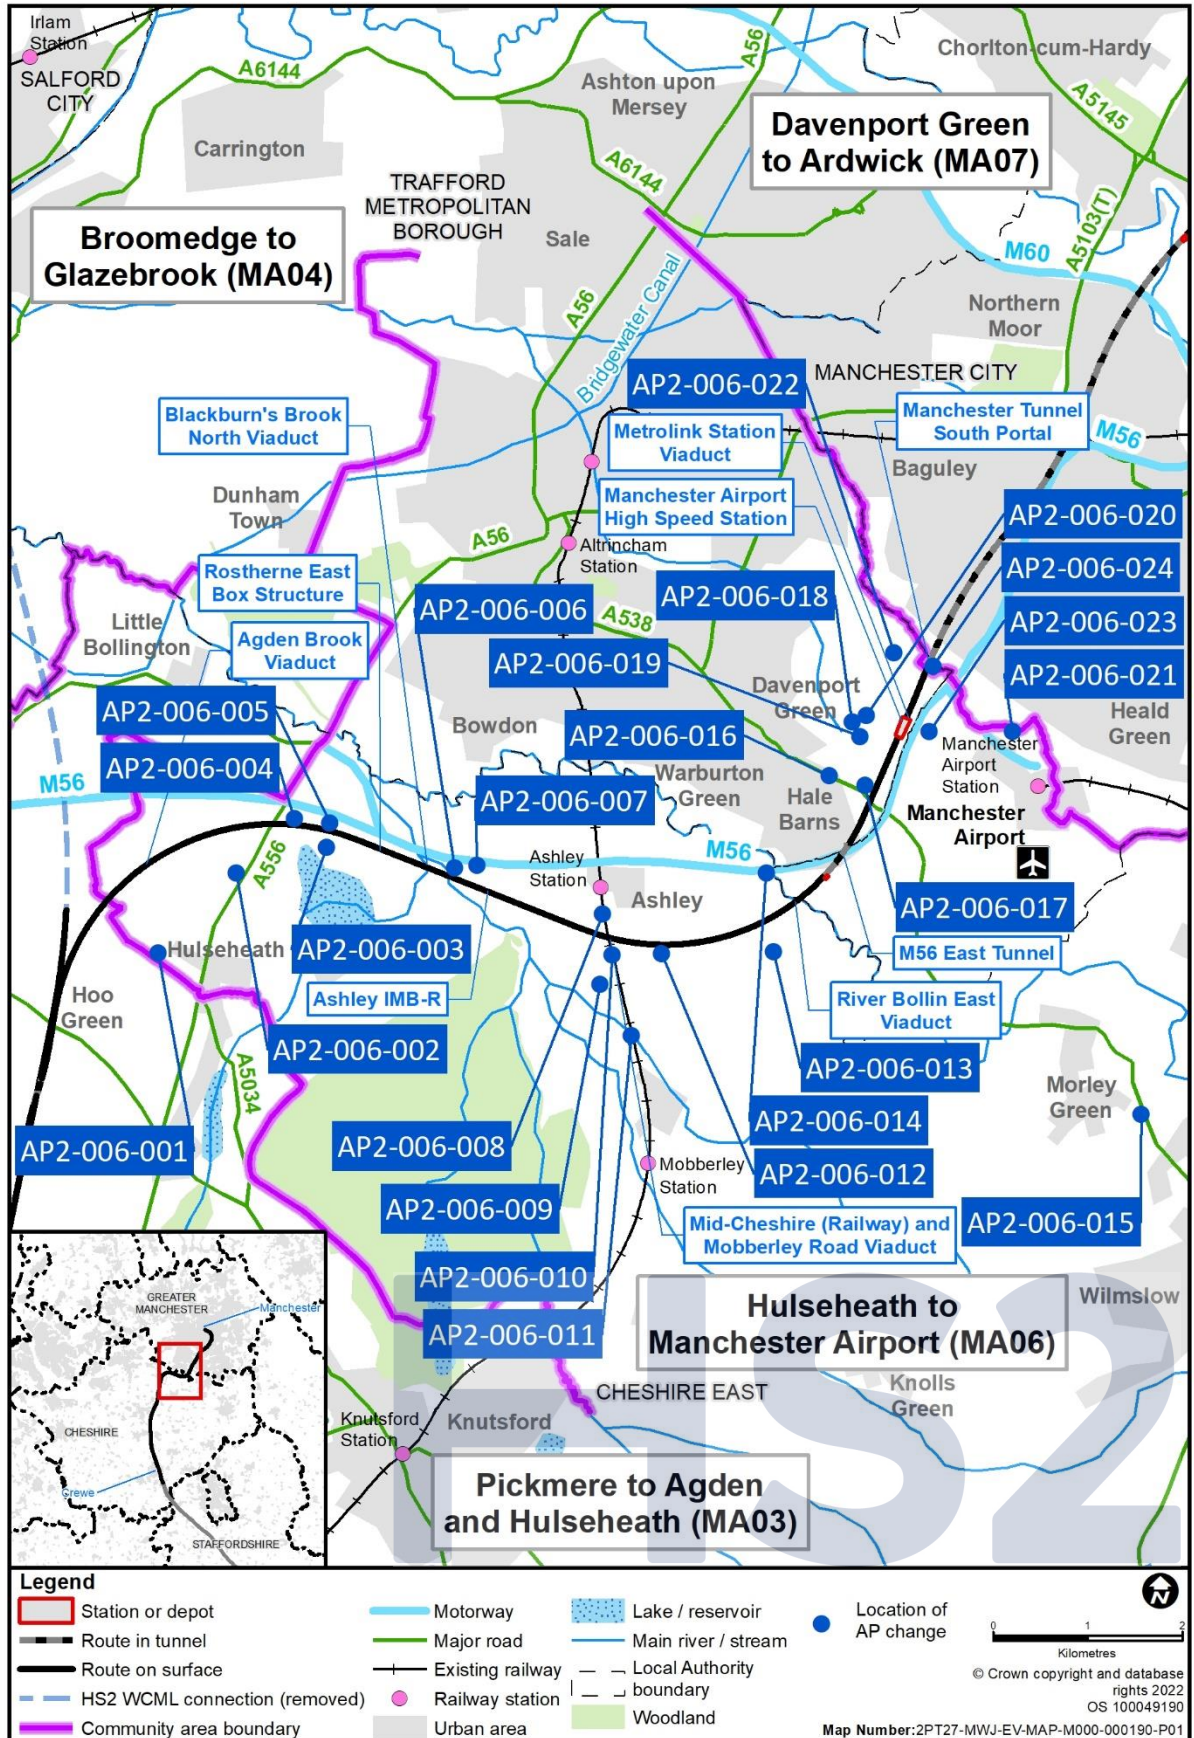 Irlam
Station
SALFORD
CITY
A6144
Carrington
Ashton upon
Mersey
A56
Chorlton-cum-Hardy
A5145
Davenport Green
to Ardwick (MA07)
A6144
TRAFFORD
METROPOLITAN
BOROUGH
Broomedge to
Glazebrook (MA04)
Sale
A5103(T)
M60
A56
Bridgewater Canal
Northern
Moor
AP2-006-022
MANCHESTER CITY
Blackburn's Brook
North Viaduct
Metrolink Station
Viaduct
Manchester Tunnel
South Portal
M56
Baguley
Dunham
Town
Manchester Airport
High Speed Station
AP2-006-020
A56
Altrincham
Station
AP2-006-024
Rostherne East
Box Structure
AP2-006-006
A538
AP2-006-018
AP2-006-023
Little
Bollington
Agden Brook
Viaduct
AP2-006-019
AP2-006-021
Davenport
Green
AP2-006-005
Bowdon
AP2-006-016
Heald
Green
Manchester
Airport
Station
AP2-006-004
M56
Warburton
Green
AP2-006-007
Hale
Barns
Manchester
Airport
A556
M56
Ashley
Station
Ashley
AP2-006-017
AP2-006-003
Hulseheath
M56 East Tunnel
Hoo
Green
Ashley IMB-R
River Bollin East
Viaduct
AP2-006-002
AP2-006-013
A5034
Morley
Green
AP2-006-014
AP2-006-001
AP2-006-008
Mobberley
Station
AP2-006-012
AP2-006-009
AP2-006-015
Mid-Cheshire (Railway) and
Mobberley Road Viaduct
AP2-006-010
AP2-006-011
Hulseheath to
Manchester Airport (MA06)
Wilmslow
GREATER
MANCHESTER
Manchester
CHESHIRE
Crewe
STAFFORDSHIRE
CHESHIRE EAST
Knolls
Green
Knutsford
Station
Knutsford
Pickmere to Agden
and Hulseheath (MA03)
HS2
Legend
Station or depot
Route in tunnel
Route on surface
HS2 WCML connection (removed)
Community area boundary
Motorway
Major road
Existing railway
Railway station
Urban area
Lake / reservoir
Main river / stream
Local Authority
boundary
Woodland
Location of
AP change
N
0 1 2
Kilometres
© Crown copyright and database
rights 2022
OS 100049190
Map Number:2PT27-MWJ-EV-MAP-M000-000190-P01